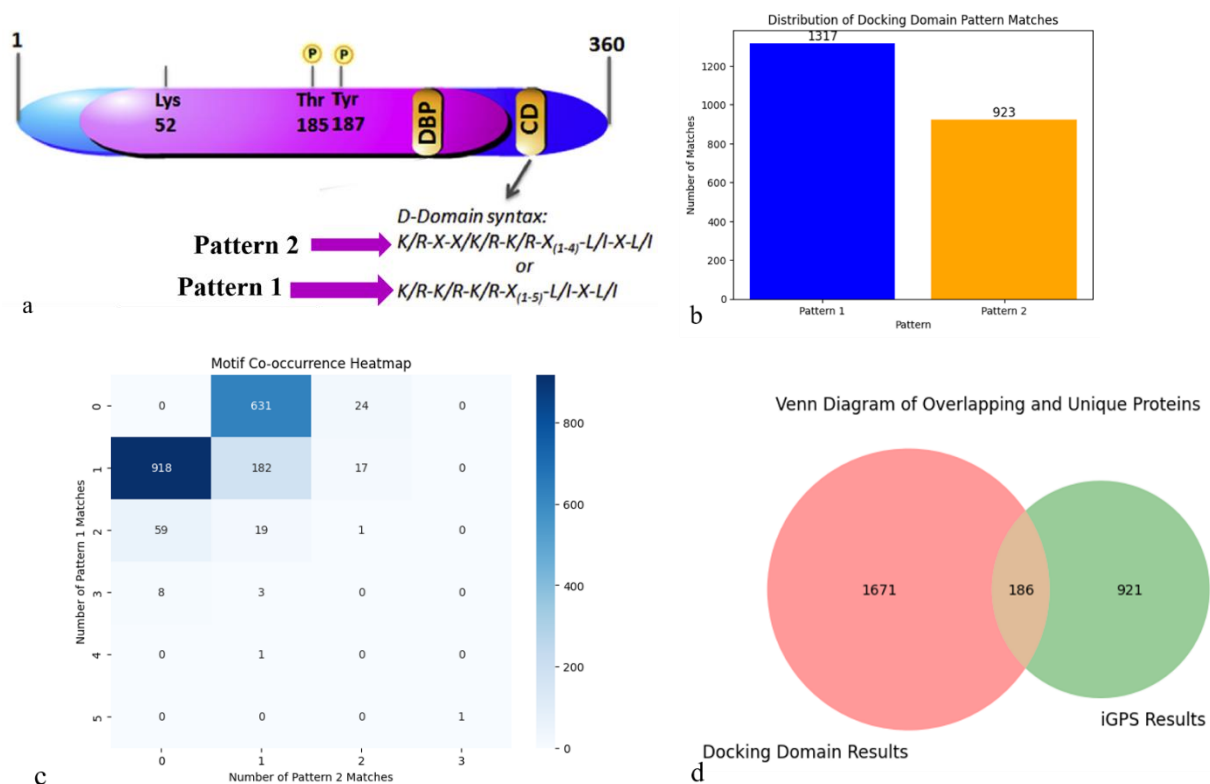 1
360
P
P
Lys
52
Thr
185
Tyr
187
DBP
CD
D-Domain syntax:
Pattern 2
K/R-X-X/K/R-K/R-X(1-4)-L/I-X-L/I
or
Pattern 1
K/R-K/R-K/R-X(1-5)-L/I-X-L/I
a
Distribution of Docking Domain Pattern Matches
1317
923
1200
1000
800
600
400
200
0
Number of Matches
Pattern 1
Pattern 2
Pattern
b
Motif Co-occurrence Heatmap
0
0
631
24
0
1
918
182
17
0
2
59
19
1
0
3
8
3
0
0
4
0
1
0
0
5
0
0
0
1
0
1
2
3
Number of Pattern 1 Matches
Number of Pattern 2 Matches
800
600
400
200
0
c
Venn Diagram of Overlapping and Unique Proteins
1671
186
921
iGPS Results
Docking Domain Results
d